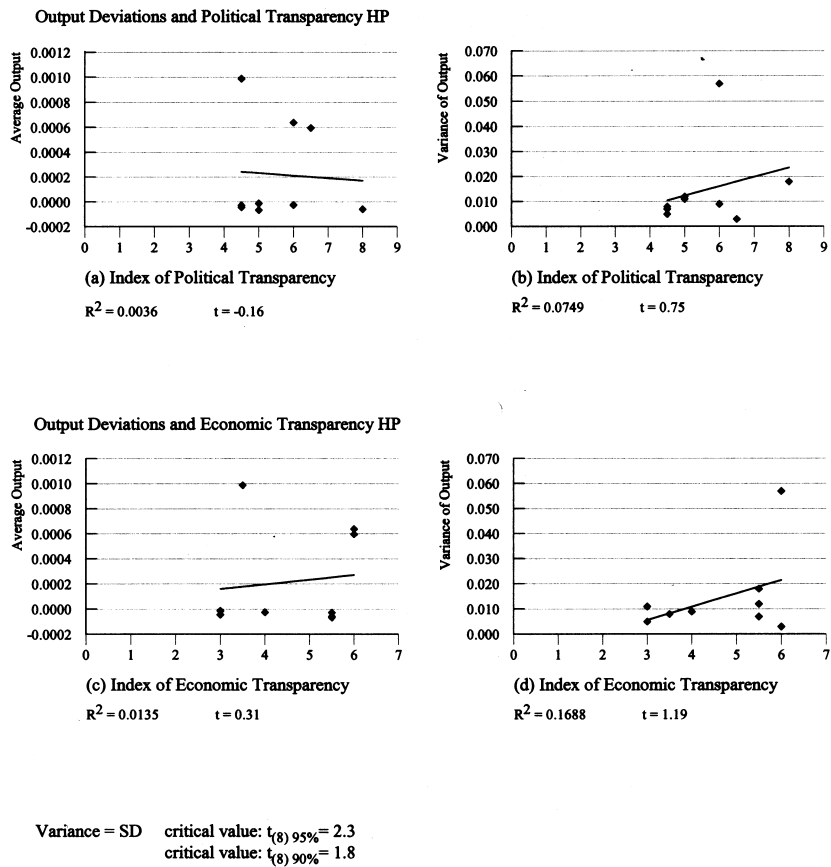 Output Deviations and Political Transparency HP
Average Output
0.0012
0.0010
0.0008
0.0006
0.0004
0.0002
0.0000
-0.0002
0 1 2 3 4 5 6 7 8 9
(a) Index of Political Transparency
R2 = 0.0036 t = -0.16
Variance of Output
0.070
0.060
0.050
0.040
0.030
0.020
0.010
0.000
0 1 2 3 4 5 6 7 8 9
(b) Index of Political Transparency
R2 = 0.0749 t = 0.75
Output Deviations and Economic Transparency HP
Average Output
0.0012
0.0010
0.0008
0.0006
0.0004
0.0002
0.0000
-0.0002
0 1 2 3 4 5 6 7
(c) Index of Economic Transparency
R2 = 0.0135 t = 0.31
Variance of Output
0.070
0.060
0.050
0.040
0.030
0.020
0.010
0.000
0 1 2 3 4 5 6 7
(d) Index of Economic Transparency
R2 = 0.1688 t = 1.19
Variance = SD critical value: t(8) 95%= 2.3
critical value: t(8) 90%= 1.8